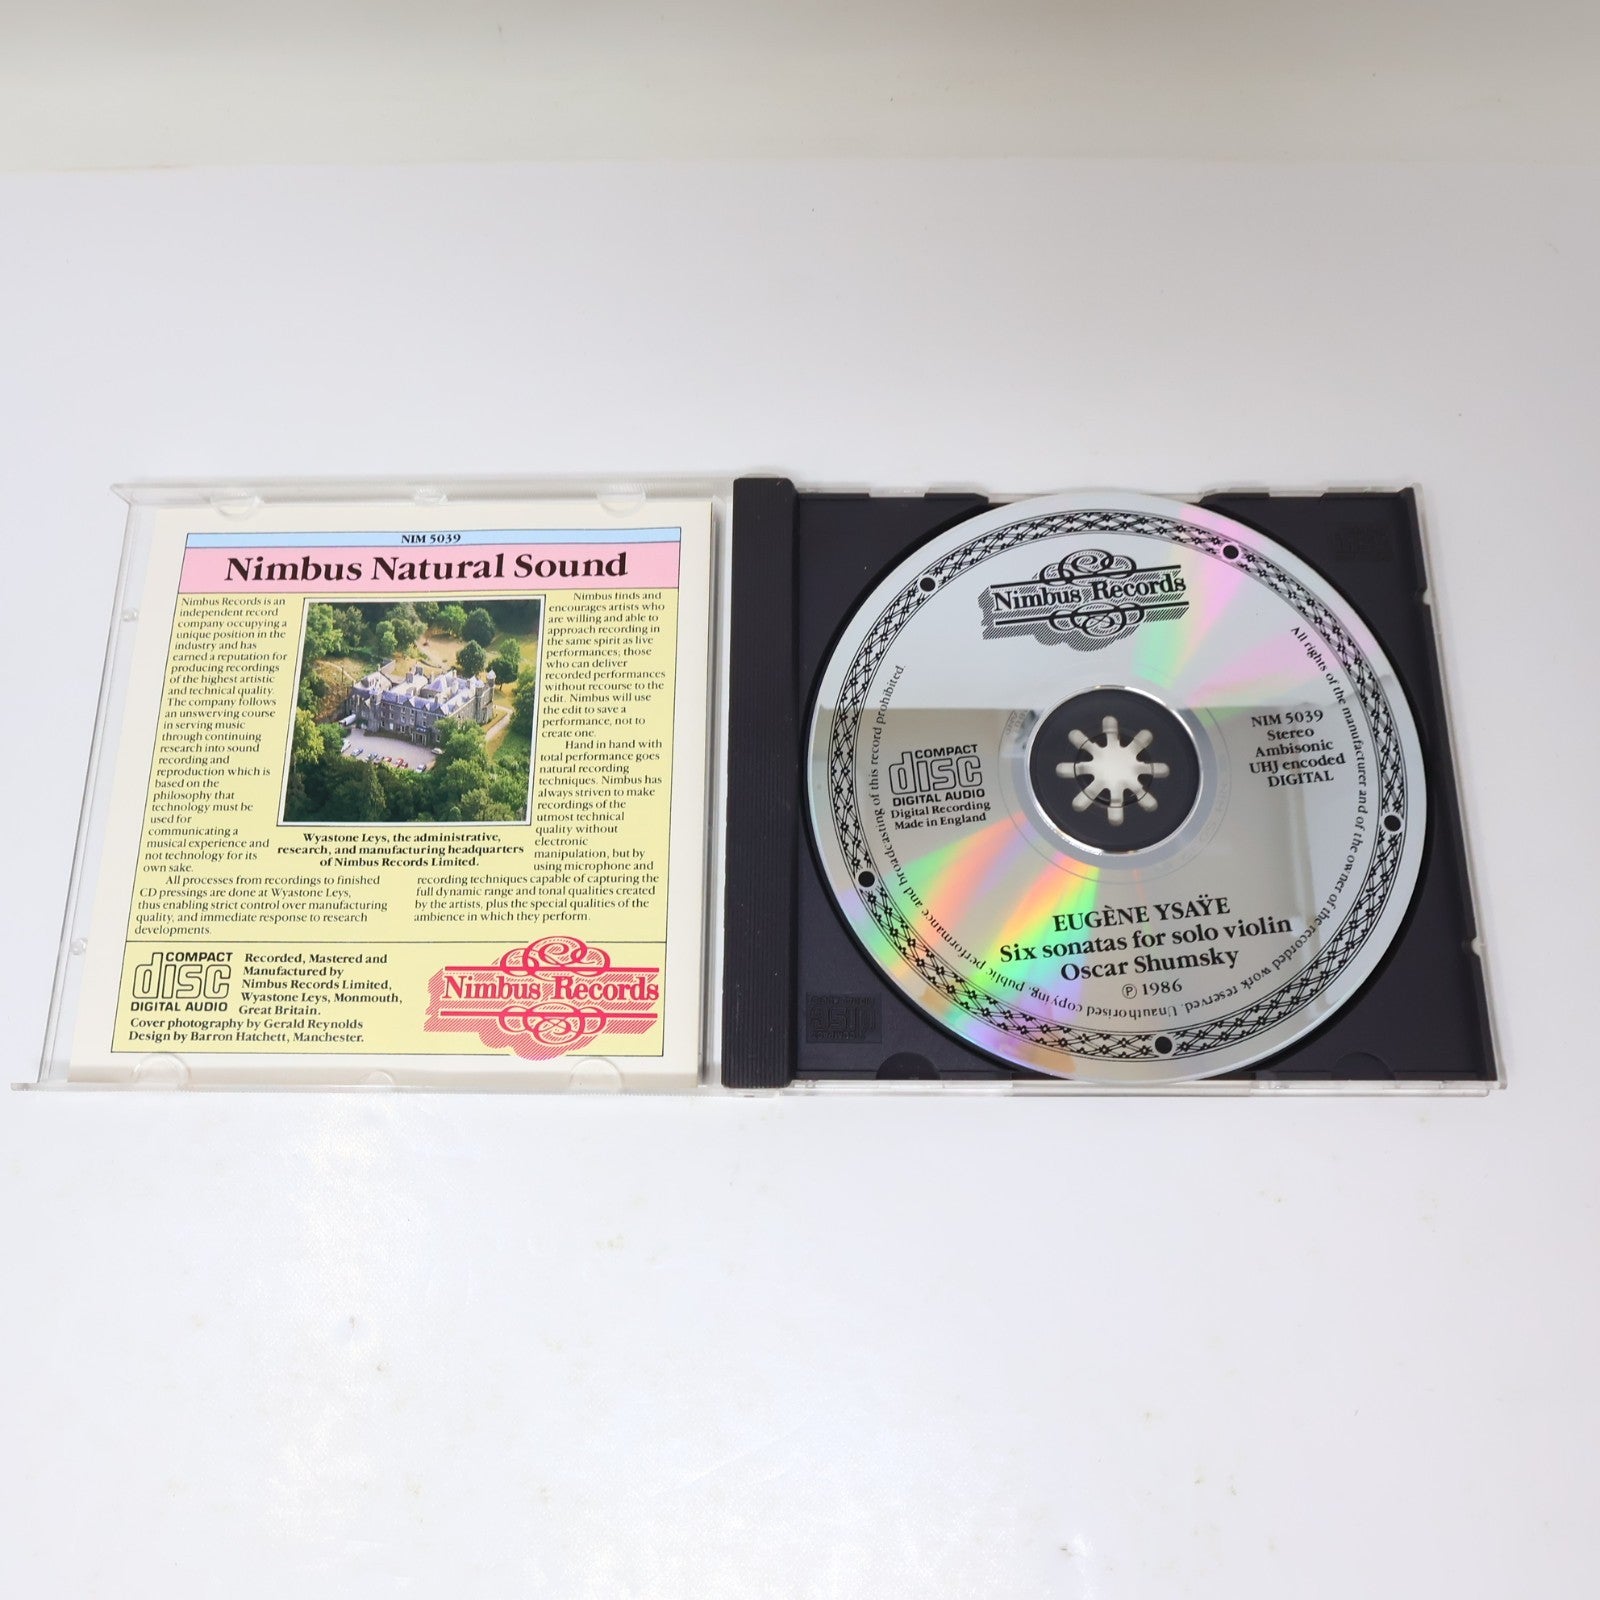 NIM 5039
Nimbus Natural Sound
Nimbus Records is an
independent record
company occupying a
unique position in the
industry and has
earned a reputation for
producing recordings
of the highest artistic
and technical quality.
The company follows
an unswerving course
in serving music
through continuing
research into sound
recording and
reproduction which is
based on the
philosophy that
technology must be
used for
communicating a
musical experience and
not technology for its
own sake.
All processes from recordings to finished
CD pressings are done at Wyastone Leys,
thus enabling strict control over manufacturing
quality, and immediate response to research
developments.
Wyastone Leys, the administrative,
research, and manufacturing headquarters
of Nimbus Records Limited.
Nimbus finds and
encourages artists who
are willing and able to
approach recording in
the same spirit as live
performances; those
who can deliver
recorded performances
without recourse to the
edit. Nimbus will use
the edit to save a
performance, not to
create one.
Hand in hand with
total performance goes
natural recording
techniques. Nimbus has
always striven to make
recordings of the
utmost technical
quality without
electronic
manipulation, but by
using microphone and
recording techniques capable of capturing the
full dynamic range and tonal qualities created
by the artists, plus the special qualities of the
ambience in which they perform.
COMPACT
disc
DIGITAL AUDIO
Recorded, Mastered and
Manufactured by
Nimbus Records Limited,
Wyastone Leys, Monmouth,
Great Britain.
Cover photography by Gerald Reynolds
Design by Barron Hatchett, Manchester.
Nimbus Records
Nimbus Records
All rights of the manufacturer and of the owner of the recorded work reserved. Unauthorised copying, public performance and broadcasting of this record prohibited.
COMPACT
disc
DIGITAL AUDIO
Digital Recording
Made in England
NIM 5039
Stereo
Ambisonic
UHJ encoded
DIGITAL
EUGÈNE YSAŸE
Six sonatas for solo violin
Oscar Shumsky
℗ 1986